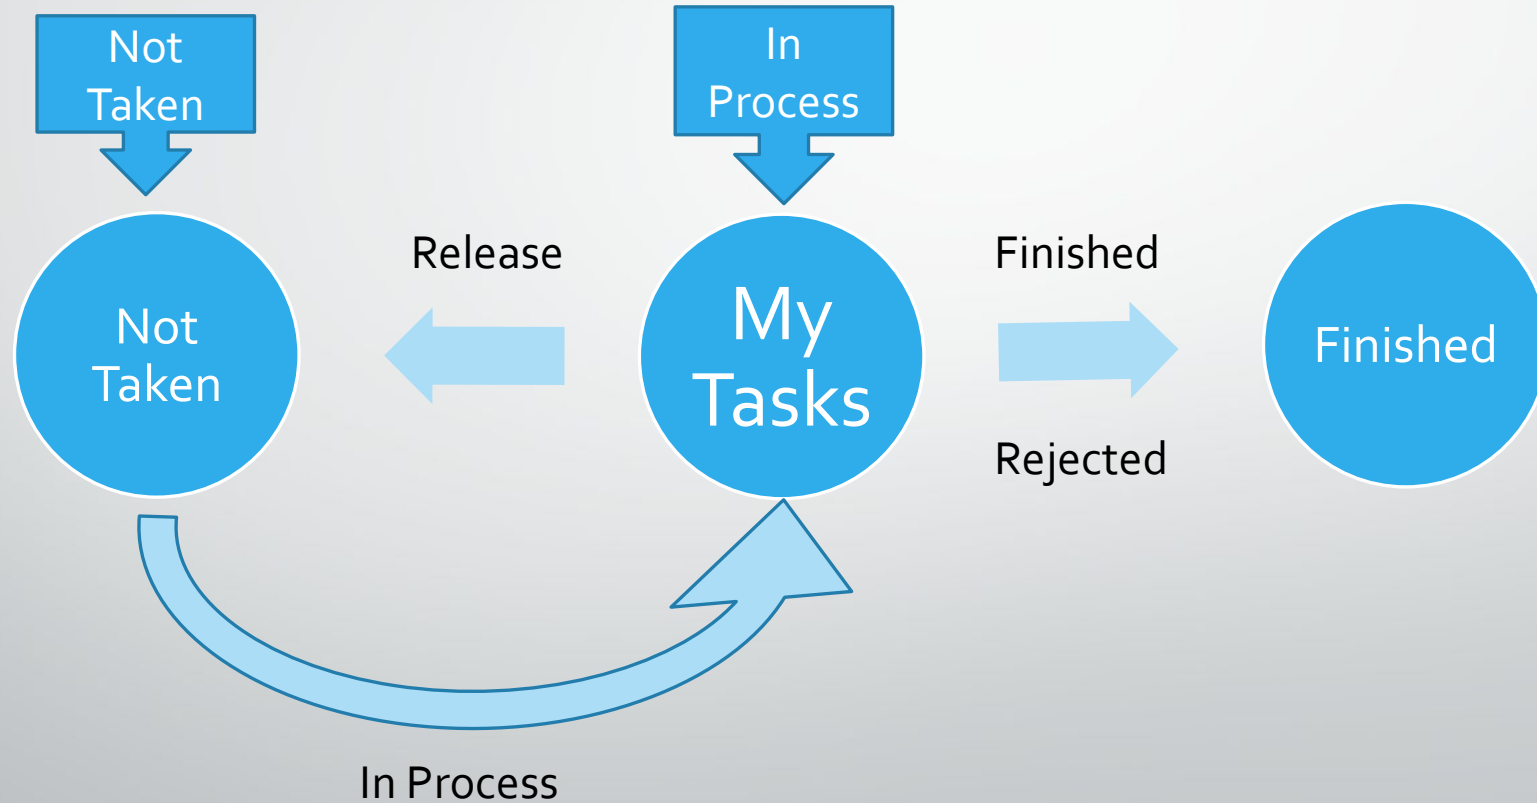 Not
Taken
In
Process
Not
Taken
Release
My
Tasks
Finished
Rejected
Finished
In Process